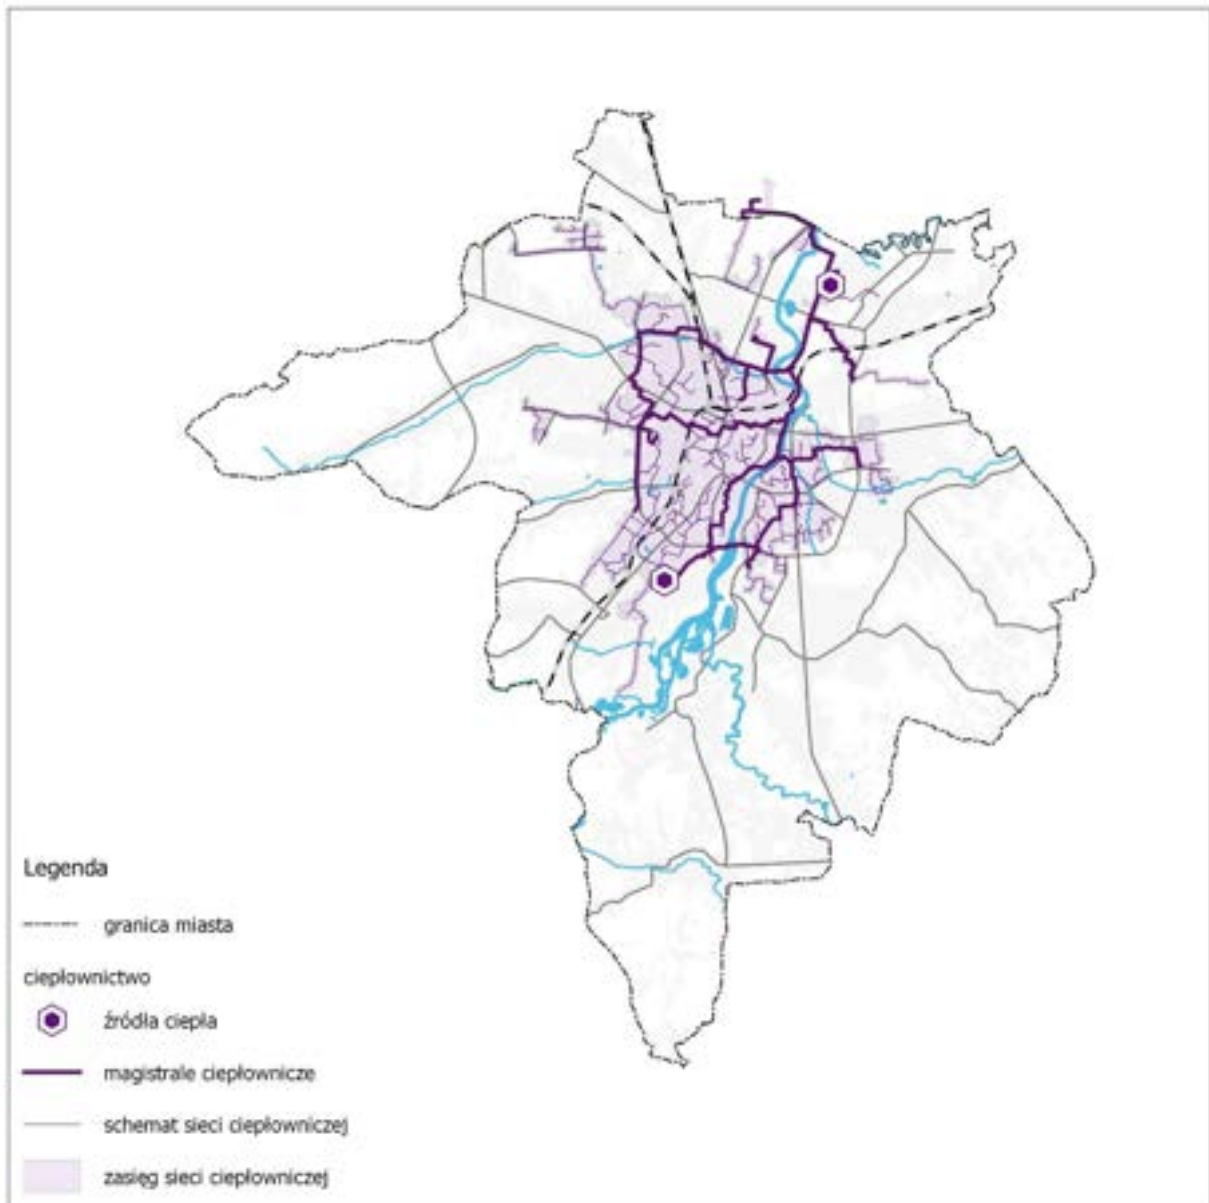 Legenda
granica miasta
ciepłownictwo
źródła ciepła
magistrale ciepłownicze
schemat sieci ciepłowniczej
zasięg sieci ciepłowniczej